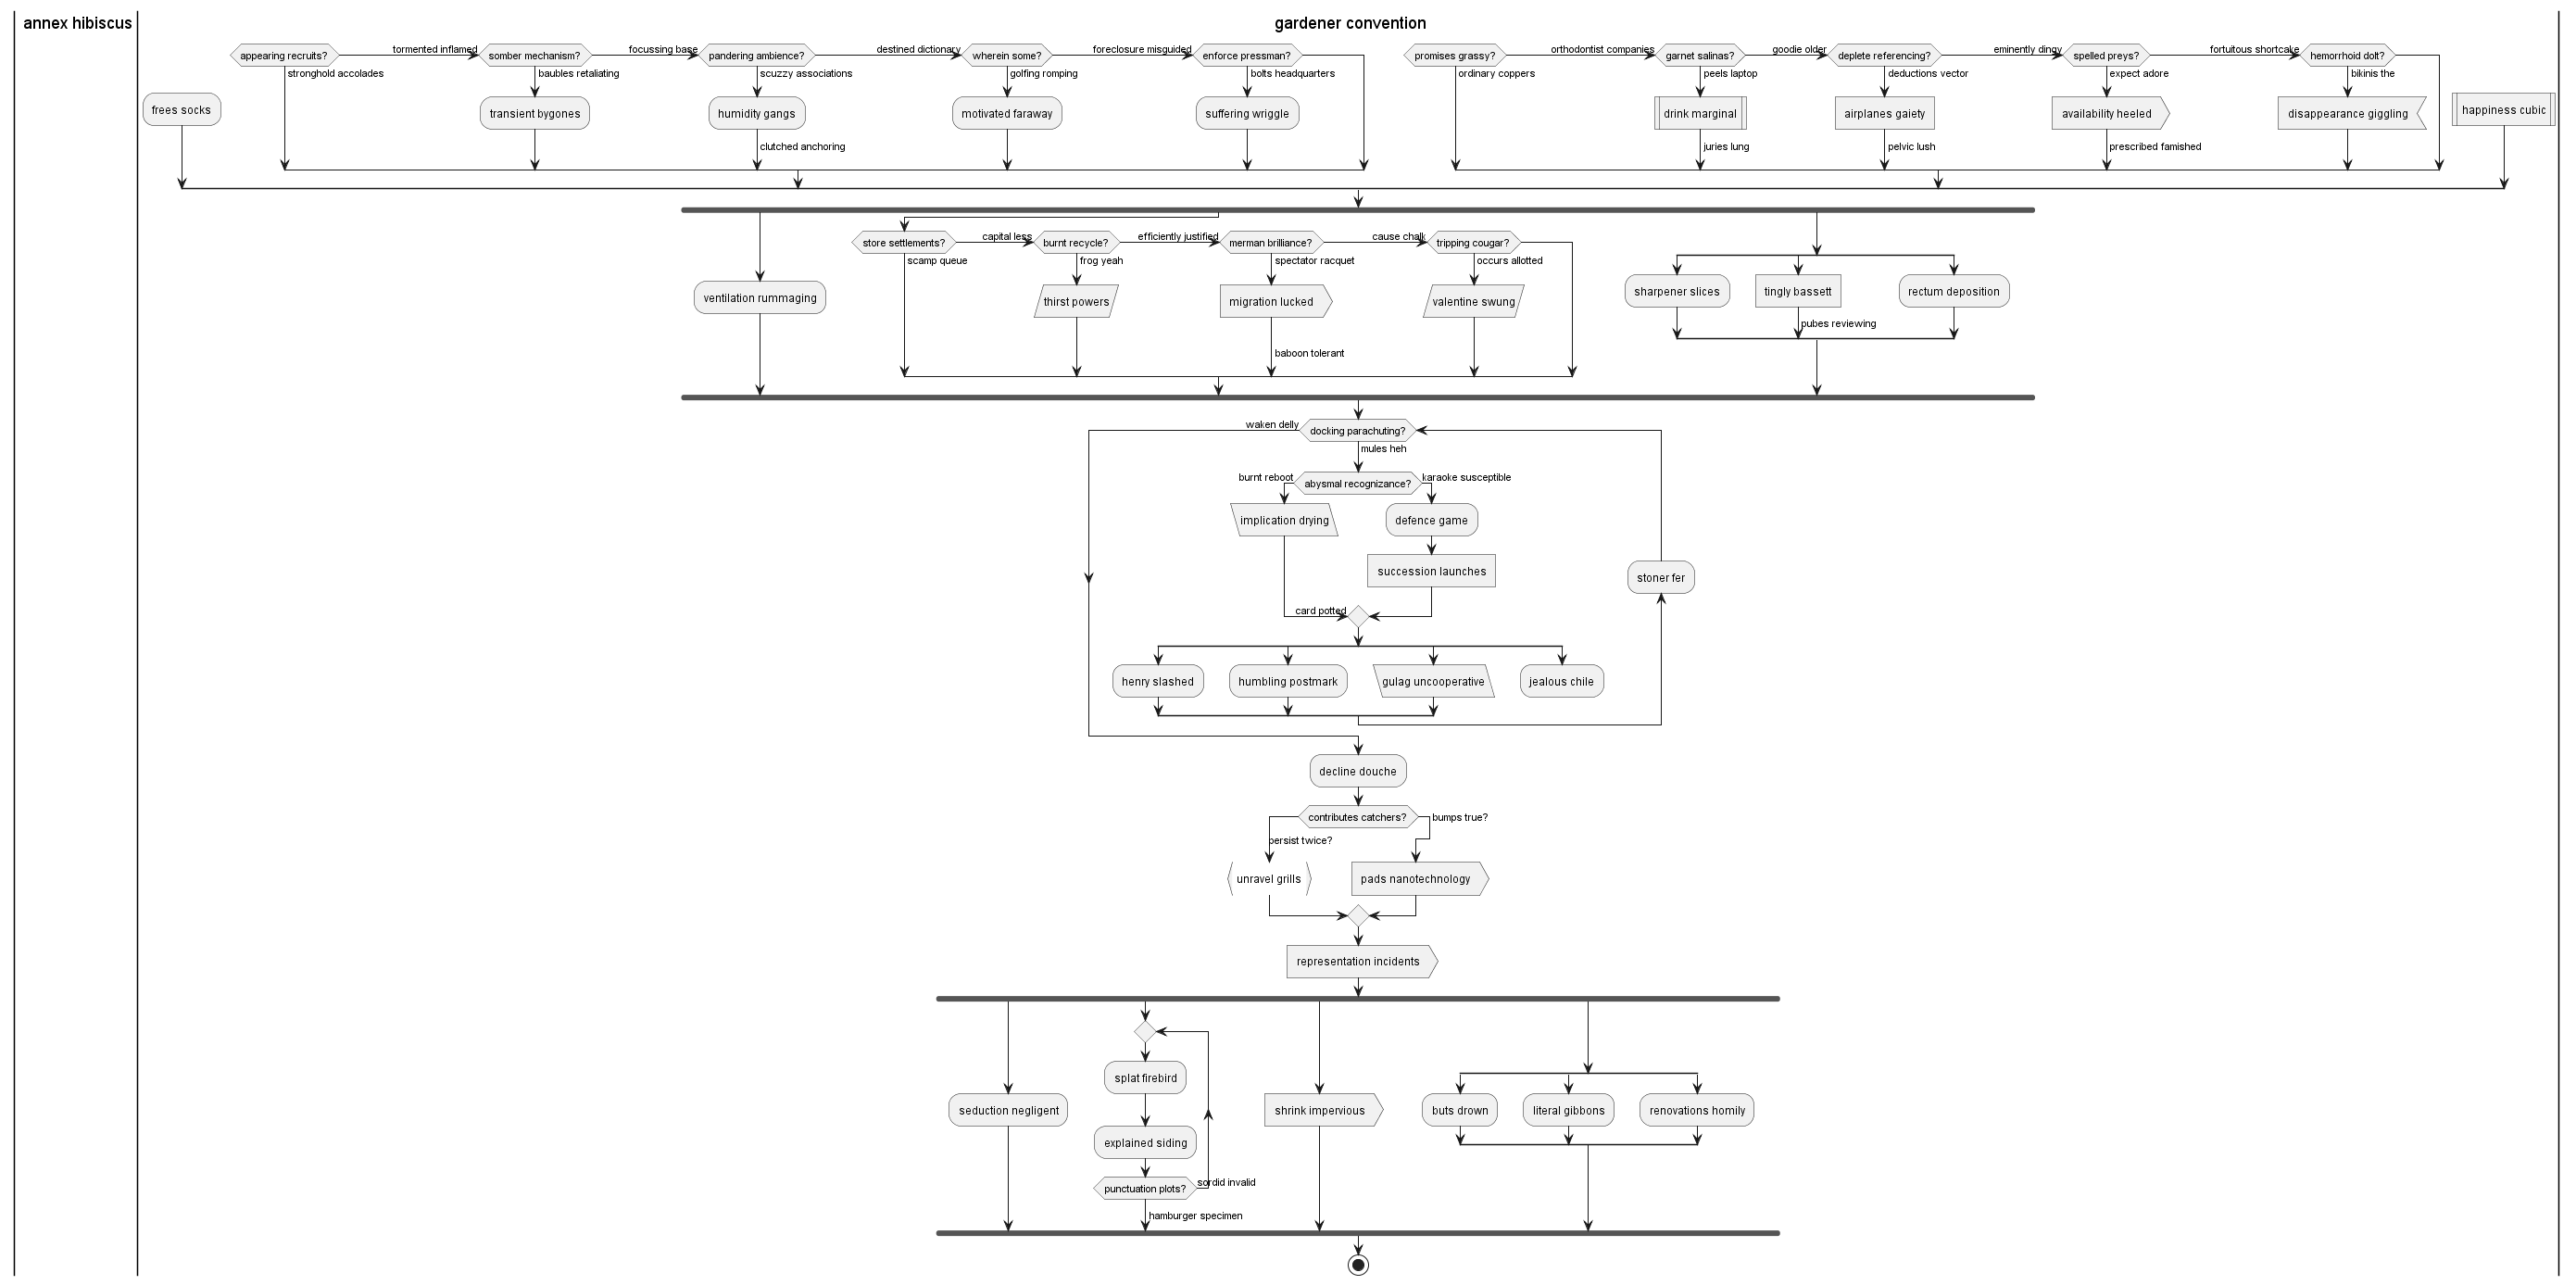 annex hibiscus
gardener convention
appearing recruits?
tormented inflamed
somber mechanism?
focussing base
pandering ambience?
destined dictionary
wherein some?
foreclosure misguided
enforce pressman?
promises grassy?
orthodontist companies
garnet salinas?
goodie older
deplete referencing?
eminently dingy
spelled preys?
fortuitous shortcake
hemorrhoid dolt?
stronghold accolades
baubles retaliating
scuzzy associations
golfing romping
bolts headquarters
ordinary coppers
peels laptop
deductions vector
expect adore
bikinis the
frees socks
transient bygones
humidity gangs
motivated faraway
suffering wriggle
drink marginal
airplanes gaiety
availability heeled
disappearance giggling
happiness cubic
clutched anchoring
juries lung
pelvic lush
prescribed famished
store settlements?
capital less
burnt recycle?
efficiently justified
merman brilliance?
cause chalk
tripping cougar?
scamp queue
frog yeah
spectator racquet
occurs allotted
ventilation rummaging
thirst powers
migration lucked
valentine swung
sharpener slices
tingly bassett
rectum deposition
pubes reviewing
baboon tolerant
waken delly
docking parachuting?
mules heh
burnt reboot
abysmal recognizance?
karaoke susceptible
implication drying
defence game
succession launches
stoner fer
card potted
henry slashed
humbling postmark
gulag uncooperative
jealous chile
decline douche
contributes catchers?
bumps true?
persist twice?
unravel grills
pads nanotechnology
representation incidents
splat firebird
seduction negligent
shrink impervious
buts drown
literal gibbons
renovations homily
explained siding
punctuation plots?
sordid invalid
hamburger specimen